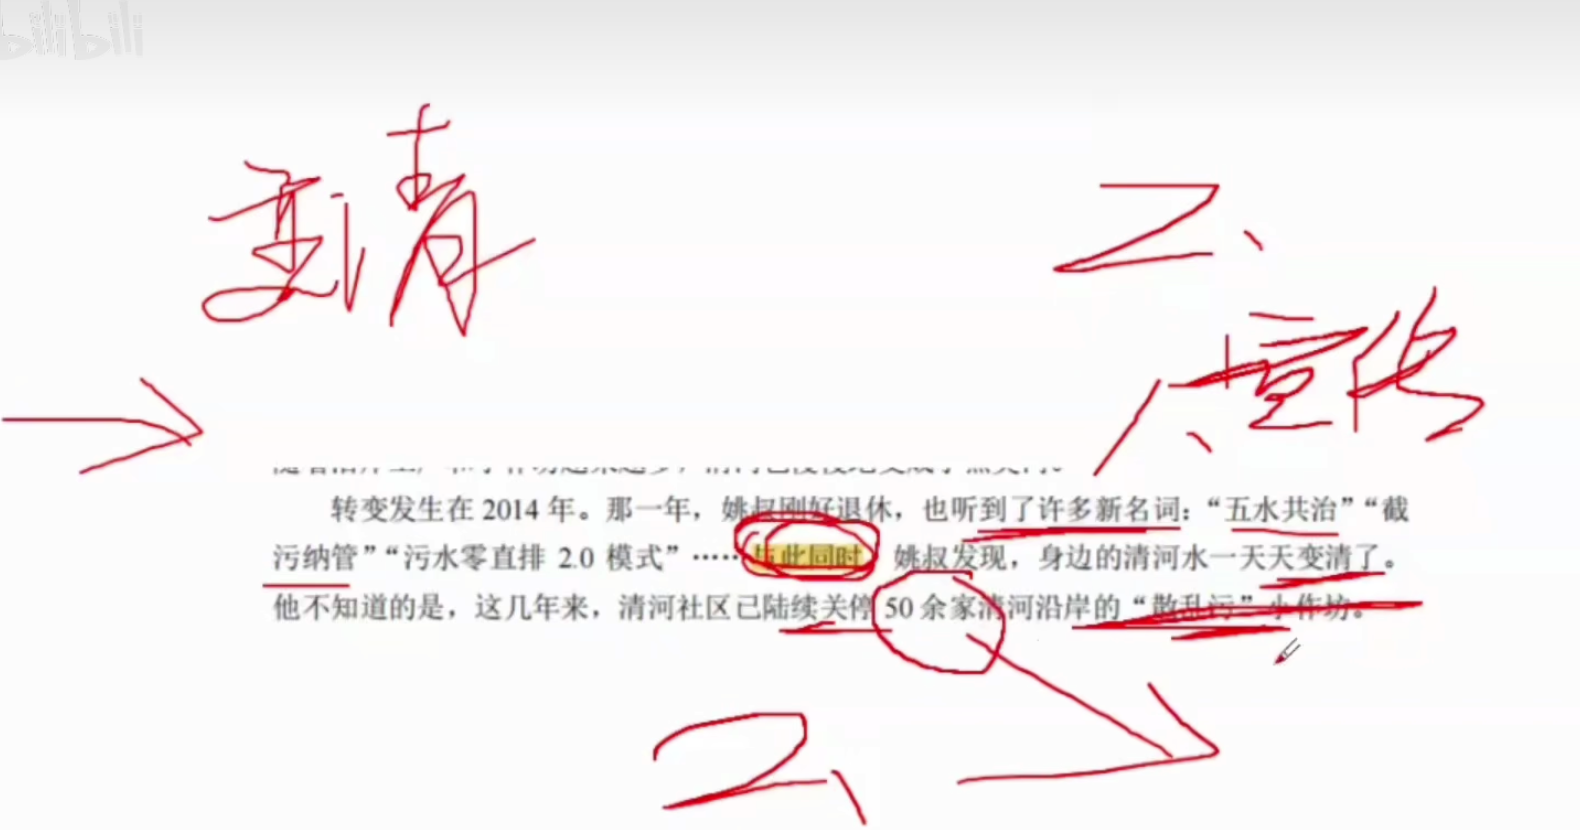 bilibili
变清
2、
人、宣传
转变发生在 2014 年。那一年，姚叔刚好退休，也听到了许多新名词：“五水共治”“截
污纳管”“污水零直排 2.0 模式”……与此同时，姚叔发现，身边的清河水一天天变清了。
他不知道的是，这几年来，清河社区已陆续关停 50 余家清河沿岸的“散乱污”小作坊。
2、